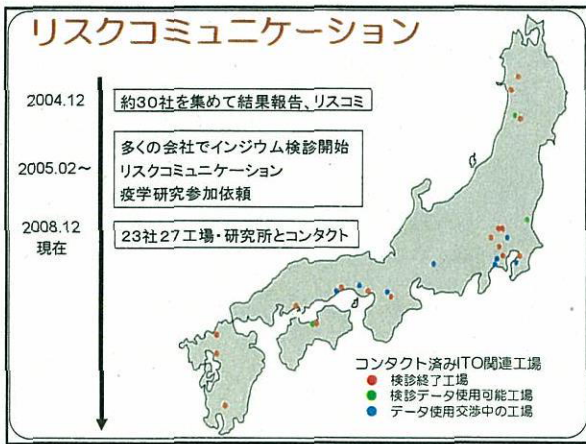 リスクコミュニケーション
2004.12
約30社を集めて結果報告、リスコミ
2005.02～
多くの会社でインジウム検診開始
リスクコミュニケーション
疫学研究参加依頼
2008.12
現在
23社27工場・研究所とコンタクト
コンタクト済みITO関連工場
検診終了工場
検診データ使用可能工場
データ使用交渉中の工場